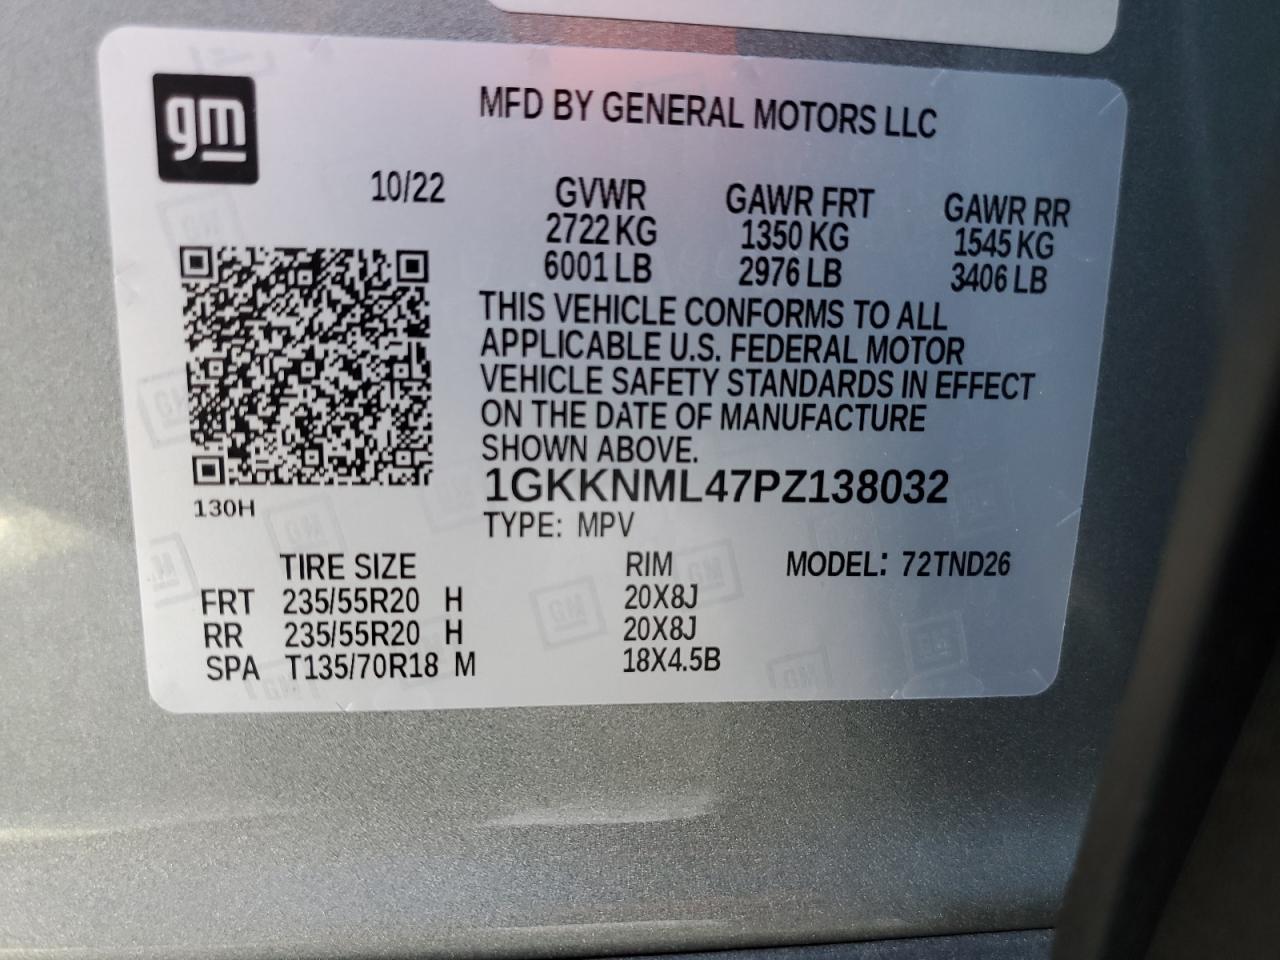 gm
MFD BY GENERAL MOTORS LLC
10/22 GVWR GAWR FRT GAWR RR
2722 KG 1350 KG 1545 KG
6001 LB 2976 LB 3406 LB
THIS VEHICLE CONFORMS TO ALL
APPLICABLE U.S. FEDERAL MOTOR
VEHICLE SAFETY STANDARDS IN EFFECT
ON THE DATE OF MANUFACTURE
SHOWN ABOVE.
1GKKNML47PZ138032
130H
TYPE: MPV
TIRE SIZE RIM MODEL: 72TND26
FRT 235/55R20 H 20X8J
RR 235/55R20 H 20X8J
SPA T135/70R18 M 18X4.5B